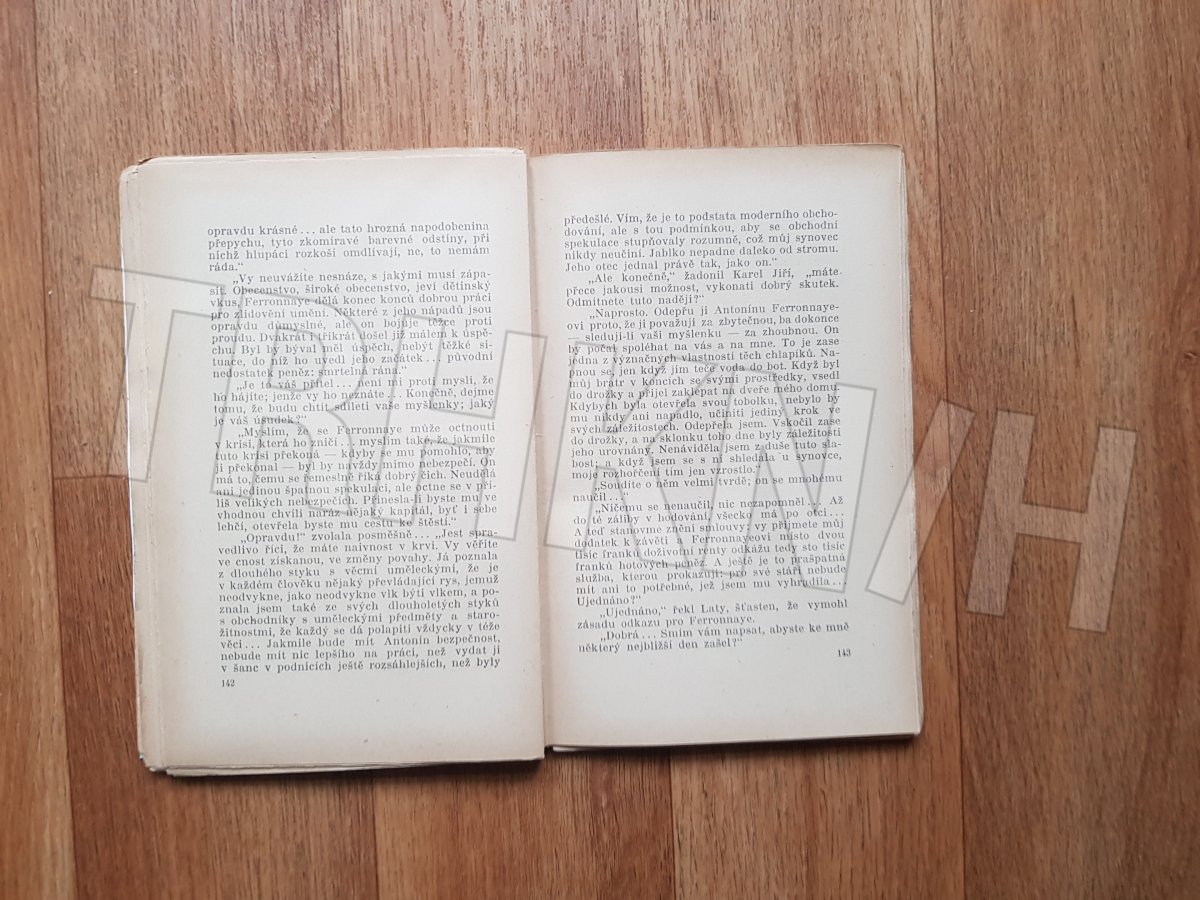 opravdu krásné... ale tato hrozná napodobenina
přepychu, tyto zkomíravé barevné odstíny, při
nichž hlupáci rozkoší omdlívají, ne, to nemám
ráda.“
„Vy neuvážíte nesnáze, s jakými musí zápa-
sit. Obecenstvo, široké obecenstvo, jeví dětinský
vkus, Ferronnaye dělá konec konců dobrou práci
pro zlidovění umění. Některé z jeho nápadů jsou
opravdu důmyslné, ale on bojuje těžce proti
proudu. Dvakrát i třikrát došel již málem k úspě-
chu. Byl by býval měl úspěch, nebýt těžké si-
tuace, do níž ho uvedl jeho začátek... původní
nedostatek peněz: smrtelná rána.“
„Je to váš přítel... není mi proti mysli, že
ho hájíte; jenže vy ho neznáte... Konečně, dejme
tomu, že budu chtít sdíleti vaše myšlenky; jaký
je váš úsudek?“
„Myslím, že se Ferronnaye může octnouti
v krisi, která ho zničí... myslím také, že jakmile
tuto krisi překoná — kdyby se mu pomohlo, aby
ji překonal — byl by navždy mimo nebezpečí. On
má to, čemu se řemeslně říká dobrý čich. Neudělá
ani jedinou špatnou spekulaci, ale octne se v pří-
liš velikých nebezpečích. Přinesla-li byste mu ve
vhodnou chvíli naráz nějaký kapitál, byť i sebe
lehčí, otevřela byste mu cestu ke štěstí.“
„Opravdu!“ zvolala posměšně... „Jest spra-
vedlivo říci, že máte naivnost v krvi. Vy věříte
ve cnost získanou, ve změny povahy. Já poznala
z dlouhého styku s věcmi uměleckými, že je
v každém člověku nějaký převládající rys, jemuž
neodvykne, jako neodvykne vlk býti vlkem, a po-
znala jsem také ze svých dlouholetých styků
s obchodníky s uměleckými předměty a staro-
žitnostmi, že každý se dá polapiti vždycky v téže
věci... Jakmile bude mít Antonín bezpečnost,
nebude mít nic lepšího na práci, než vydat ji
v šanc v podnicích ještě rozsáhlejších, než byly
142
předešlé. Vím, že je to podstata moderního obcho-
dování, ale s tou podmínkou, aby se obchodní
spekulace stupňovaly rozumně, což můj synovec
nikdy neučiní. Jablko nepadne daleko od stromu.
Jeho otec jednal právě tak, jako on.“
„Ale konečně,“ žadonil Karel Jiří, „máte
přece jakousi možnost, vykonati dobrý skutek.
Odmítnete tuto naději?“
„Naprosto. Odepřu ji Antonínu Ferronnaye-
ovi proto, že ji považuji za zbytečnou, ba dokonce
— sleduji-li vaši myšlenku — za zhoubnou. On
by počal spoléhat na vás a na mne. To je zase
jedna z význačných vlastností těch chlapíků. Na-
pnou se, jen když jim teče voda do bot. Když byl
můj bratr v koncích se svými prostředky, vsedl
do drožky a přijel zaklepat na dveře mého domu.
Kdybych byla otevřela svou tobolku, nebylo by
mu nikdy ani napadlo, učiniti jediný krok ve
svých záležitostech. Odepřela jsem. Vskočil zase
do drožky, a na sklonku toho dne byly záležitosti
jeho urovnány. Nenáviděla jsem z duše tuto sla-
bost; a když jsem se s ní shledala u synovce,
moje rozhořčení tím jen vzrostlo.“
„Soudíte o něm velmi tvrdě; on se mnohému
naučil...“
„Ničemu se nenaučil, nic nezapomněl... Až
do té záliby v hodování, všecko má po otci...
A teď stanovme znění smlouvy: vy přijmete můj
dodatek k závěti a Ferronnayeovi místo dvou
tisíc franků doživotní renty odkážu teď sto tisíc
franků hotových peněz. A ještě je to prašpatná
služba, kterou prokazuji; pro své stáří nebude
mít ani to potřebné, jež jsem mu vyhradila...
Ujednáno?“
„Ujednáno,“ řekl Laty, šťasten, že vymohl
zásadu odkazu pro Ferronnaye.
„Dobrá... Smím vám napsat, abyste ke mně
některý nejbližší den zašel?“
143
TRHKNIH